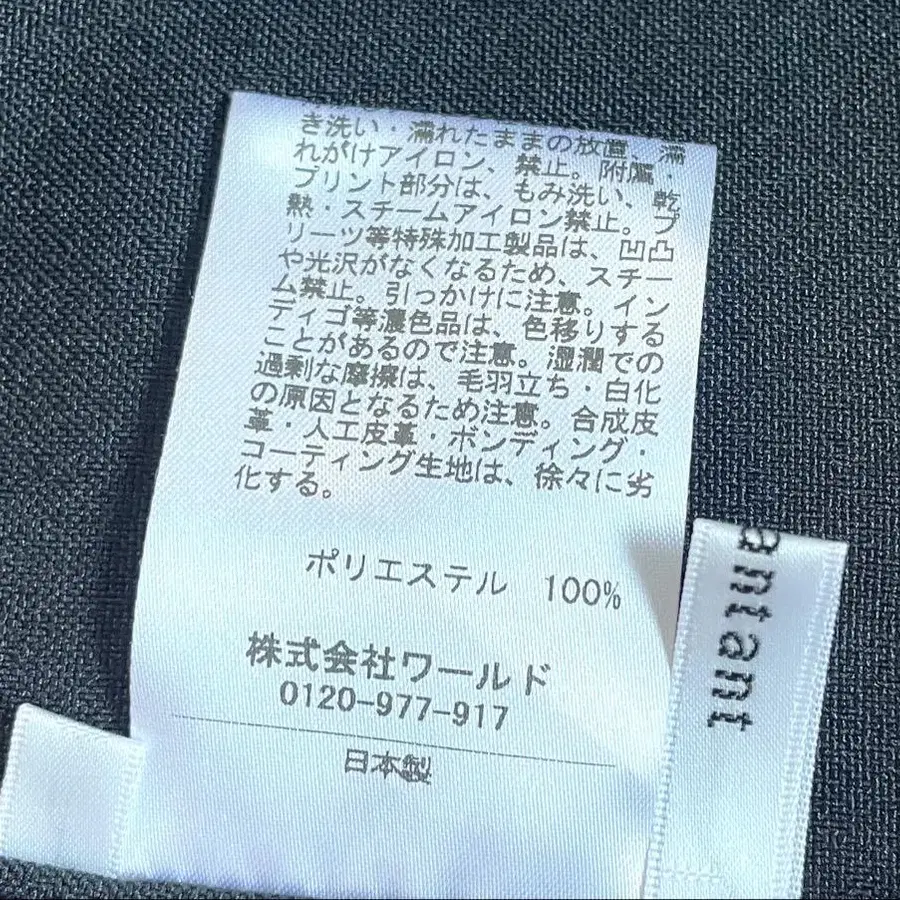 き洗い・濡れたままの放置、濡
れがけアイロン、禁止。附属・
プリント部分は、もみ洗い、乾
熱・スチームアイロン禁止。プ
リーツ等特殊加工製品は、凹凸
や光沢がなくなるため、スチー
ム禁止。引っかけに注意。イン
ディゴ等濃色品は、色移りする
ことがあるので注意。湿潤での
過剰な摩擦は、毛羽立ち・白化
の原因となるため注意。合成皮
革・人工皮革・ボンディング・
コーティング生地は、徐々に劣
化する。
ポリエステル 100%
株式会社ワールド
0120-977-917
日本製
antant